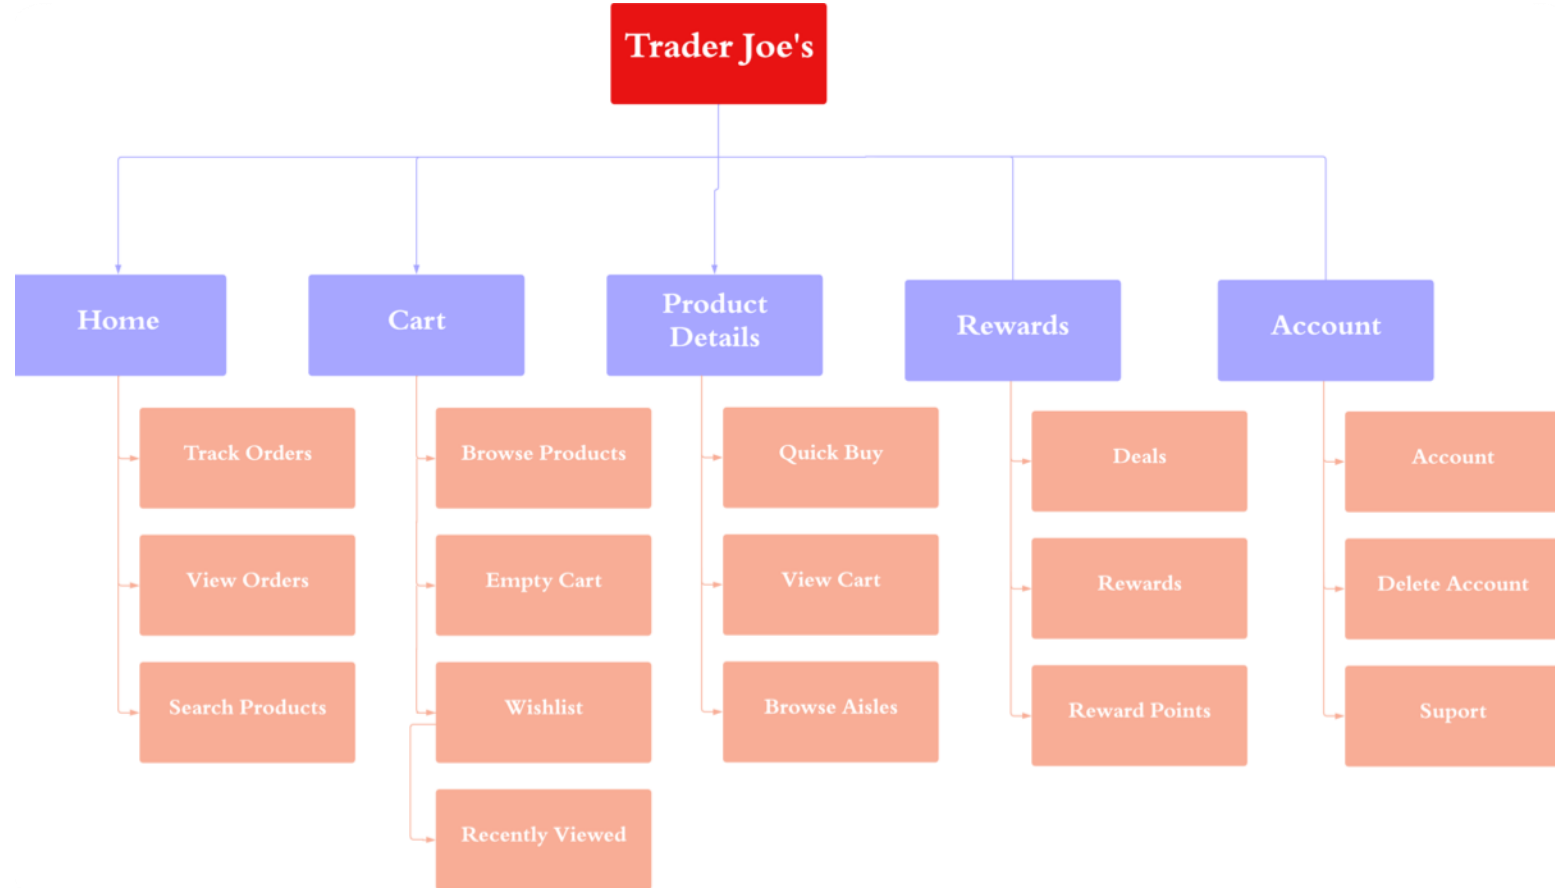 Trader Joe's
Home
Cart
Product
Details
Rewards
Account
Track Orders
Browse Products
Quick Buy
Deals
Account
View Orders
Empty Cart
View Cart
Rewards
Delete Account
Search Products
Wishlist
Browse Aisles
Reward Points
Suport
Recently Viewed